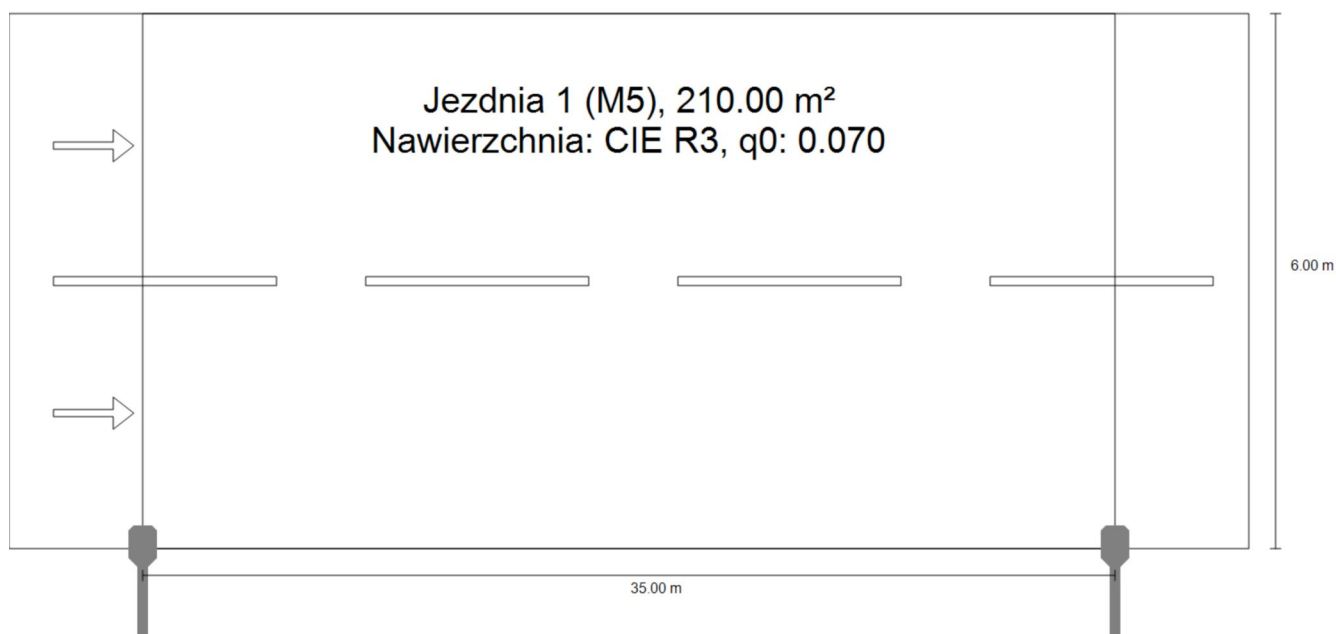 Jezdnia 1 (M5), 210.00 m²
Nawierzchnia: CIE R3, q0: 0.070
6.00 m
35.00 m